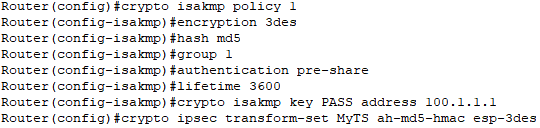 Router(config)#crypto isakmp policy 1
Router(config-isakmp)#encryption 3des
Router(config-isakmp)#hash md5
Router(config-isakmp)#group 1
Router(config-isakmp)#authentication pre-share
Router(config-isakmp)#lifetime 3600
Router(config-isakmp)#crypto isakmp key PASS address 100.1.1.1
Router(config)#crypto ipsec transform-set MyTS ah-md5-hmac esp-3des